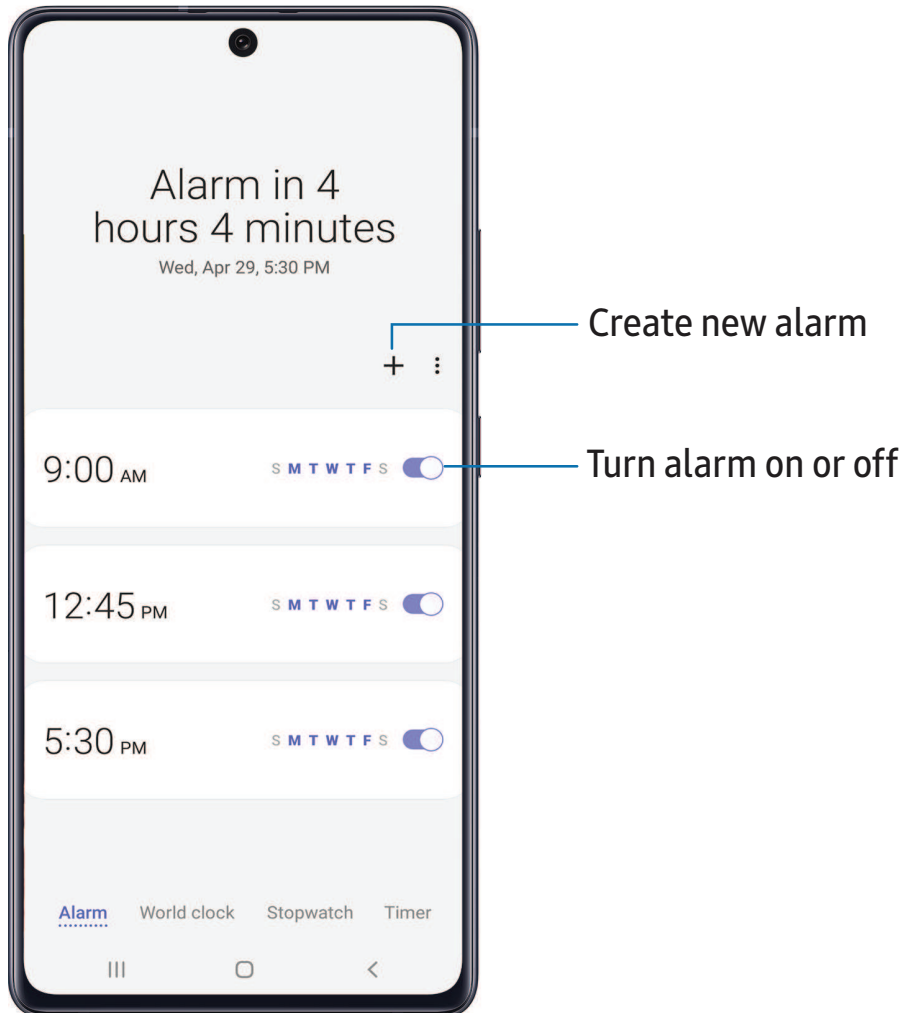 Alarm in 4
hours 4 minutes
Wed, Apr 29, 5:30 PM
Create new alarm
9:00 AM S M T W T F S
Turn alarm on or off
12:45 PM S M T W T F S
5:30 PM S M T W T F S
Alarm World clock Stopwatch Timer